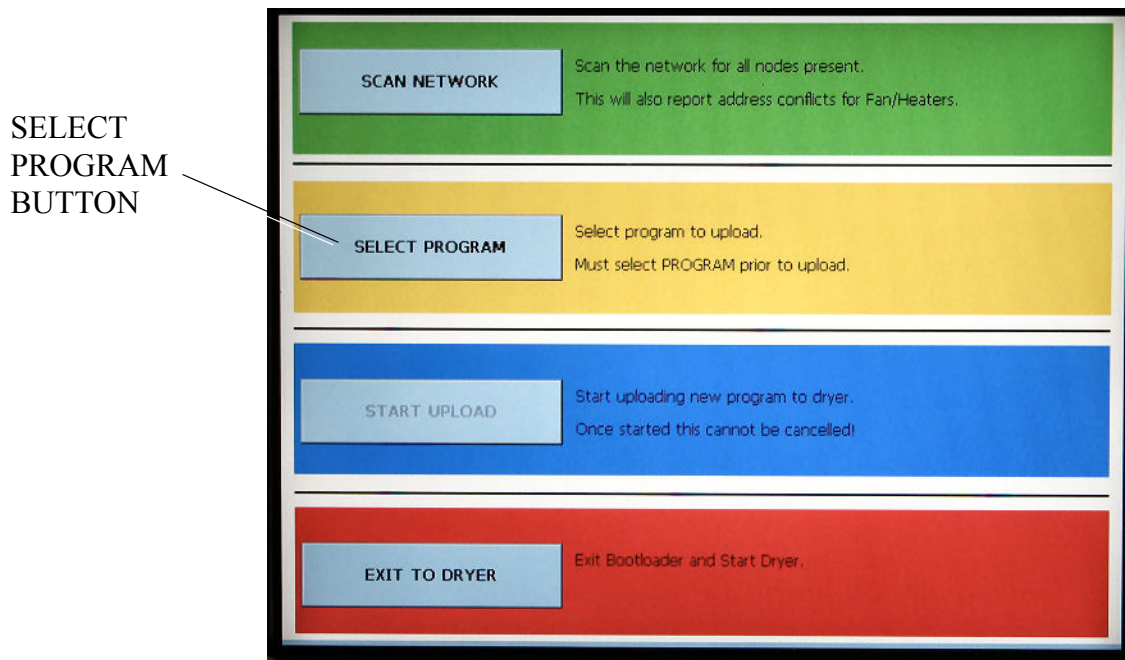 SELECT
PROGRAM
BUTTON
SCAN NETWORK
Scan the network for all nodes present.
This will also report address conflicts for Fan/Heaters.
SELECT PROGRAM
Select program to upload.
Must select PROGRAM prior to upload.
START UPLOAD
Start uploading new program to dryer.
Once started this cannot be cancelled!
EXIT TO DRYER
Exit Bootloader and Start Dryer.